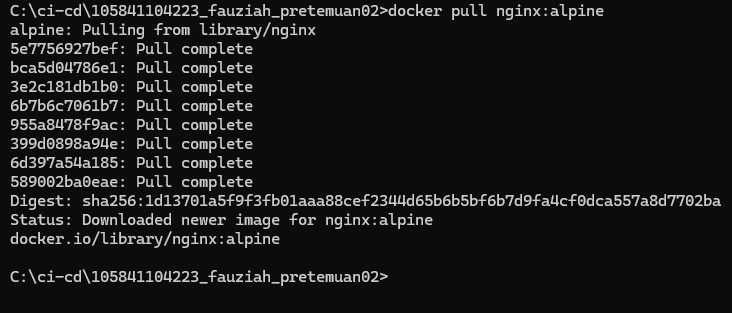 C:\ci-cd\105841104223_fauziah_pretemuan02>docker pull nginx:alpine
alpine: Pulling from library/nginx
5e7756927bef: Pull complete
bca5d04786e1: Pull complete
3e2c181db1b0: Pull complete
6b7b6c7061b7: Pull complete
955a8478f9ac: Pull complete
399d0898a94e: Pull complete
6d397a54a185: Pull complete
589002ba0eae: Pull complete
Digest: sha256:1d13701a5f9f3fb01aaa88cef2344d65b6b5bf6b7d9fa4cf0dca557a8d7702ba
Status: Downloaded newer image for nginx:alpine
docker.io/library/nginx:alpine
C:\ci-cd\105841104223_fauziah_pretemuan02>